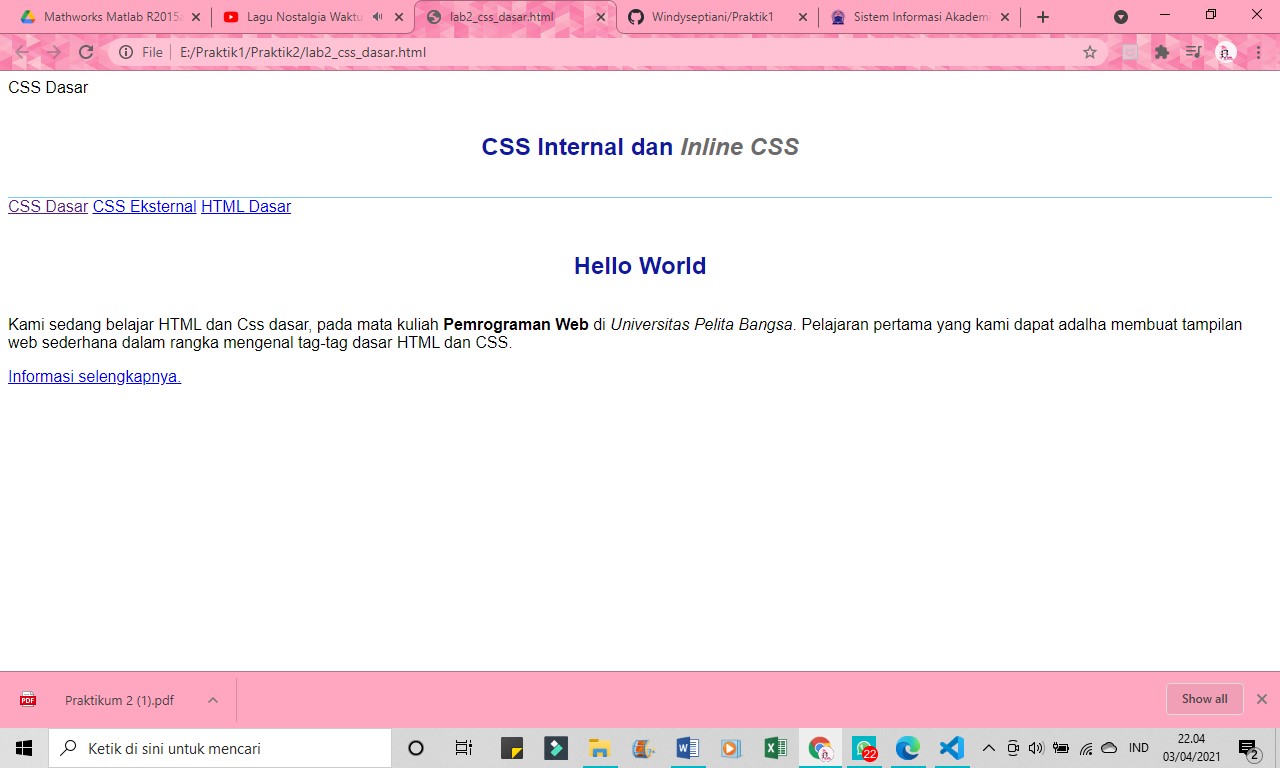 Mathworks Matlab R2015a
Lagu Nostalgia Waktu
lab2_css_dasar.html
Windyseptiani/Praktik1
Sistem Informasi Akademi
File
E:/Praktik1/Praktik2/lab2_css_dasar.html
CSS Dasar
CSS Internal dan Inline CSS
CSS Dasar CSS Eksternal HTML Dasar
Hello World
Kami sedang belajar HTML dan Css dasar, pada mata kuliah Pemrograman Web di Universitas Pelita Bangsa. Pelajaran pertama yang kami dapat adalha membuat tampilan
web sederhana dalam rangka mengenal tag-tag dasar HTML dan CSS.
Informasi selengkapnya.
PDF
Praktikum 2 (1).pdf
Show all
Ketik di sini untuk mencari
22
IND
22.04
03/04/2021
2